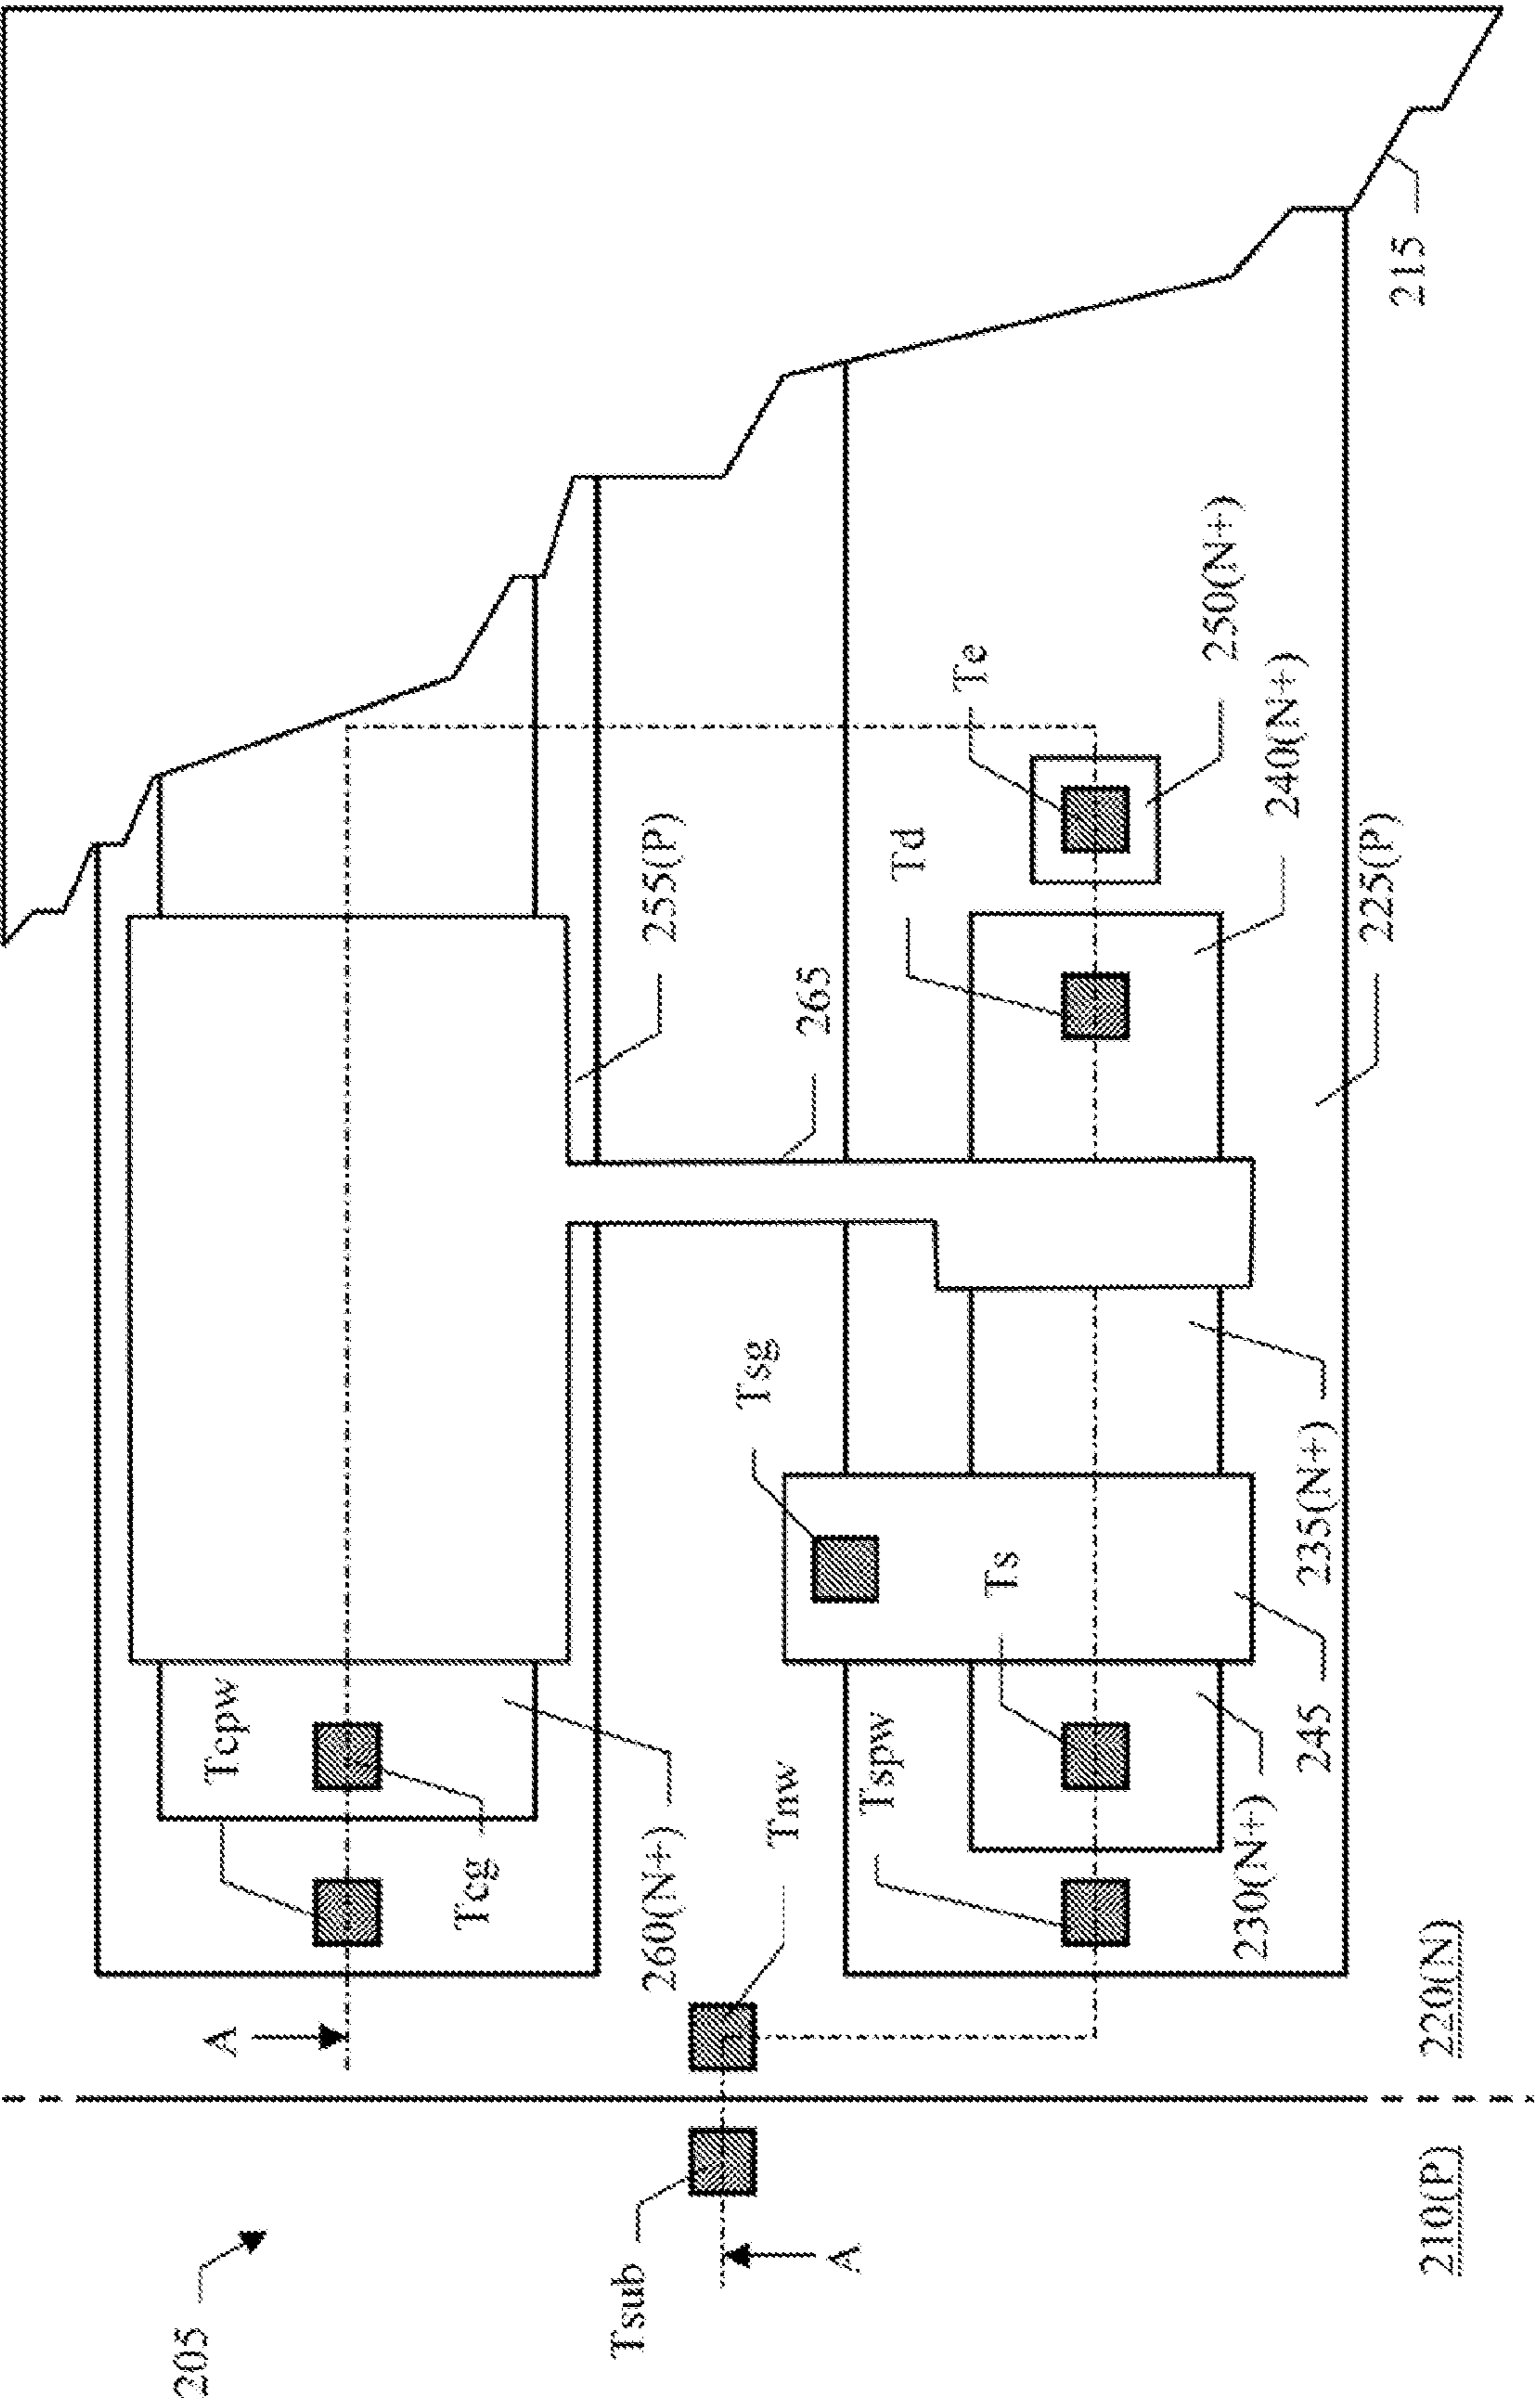 205
Tsub
A
210(P)
A
Tnw
220(N)
Tcpw
Tcg
260(N+)
Tspw
Ts
230(N+)
245
Tsg
235(N+)
265
255(P)
Td
Te
250(N+)
240(N+)
225(P)
215